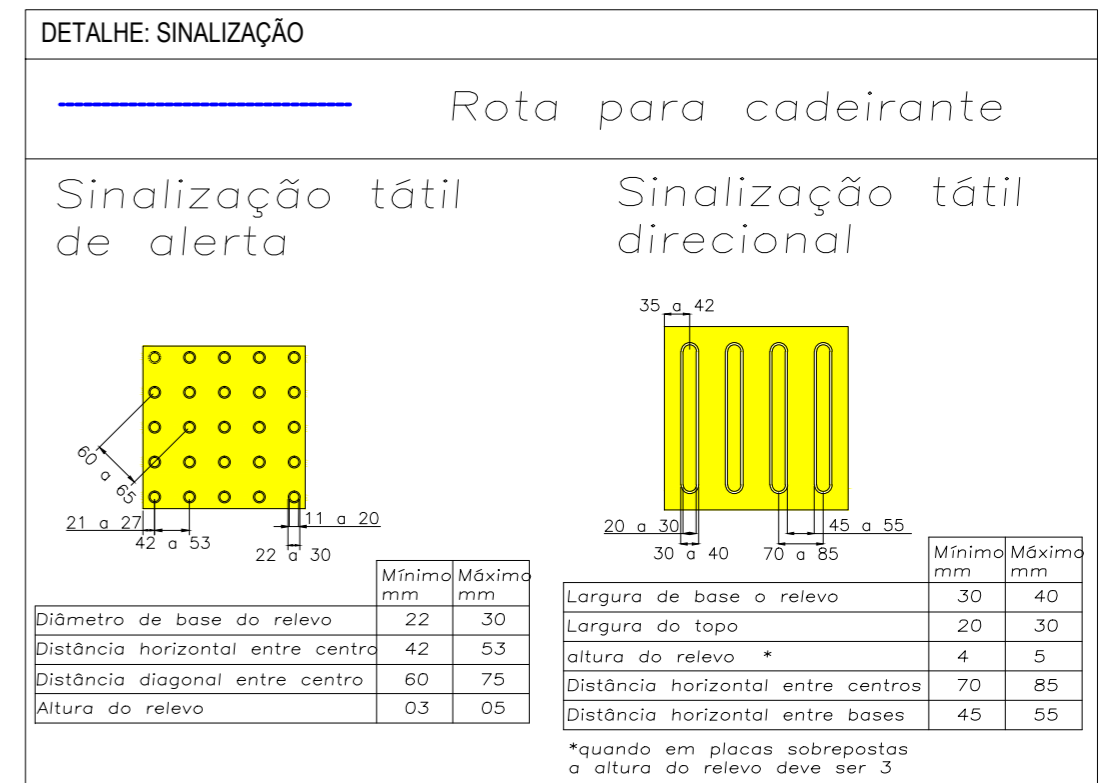 DETALHE: SINALIZAÇÃO
Rota para cadeirante
Sinalização tátil
de alerta
60 a 65
21 a 27
42 a 53
11 a 20
22 a 30
Mínimo mm Máximo mm
Diâmetro de base do relevo 22 30
Distância horizontal entre centro 42 53
Distância diagonal entre centro 60 75
Altura do relevo 03 05
Sinalização tátil
direcional
35 a 42
20 a 30
30 a 40
45 a 55
70 a 85
Mínimo mm Máximo mm
Largura de base o relevo 30 40
Largura do topo 20 30
altura do relevo * 4 5
Distância horizontal entre centros 70 85
Distância horizontal entre bases 45 55
*quando em placas sobrepostas
a altura do relevo deve ser 3